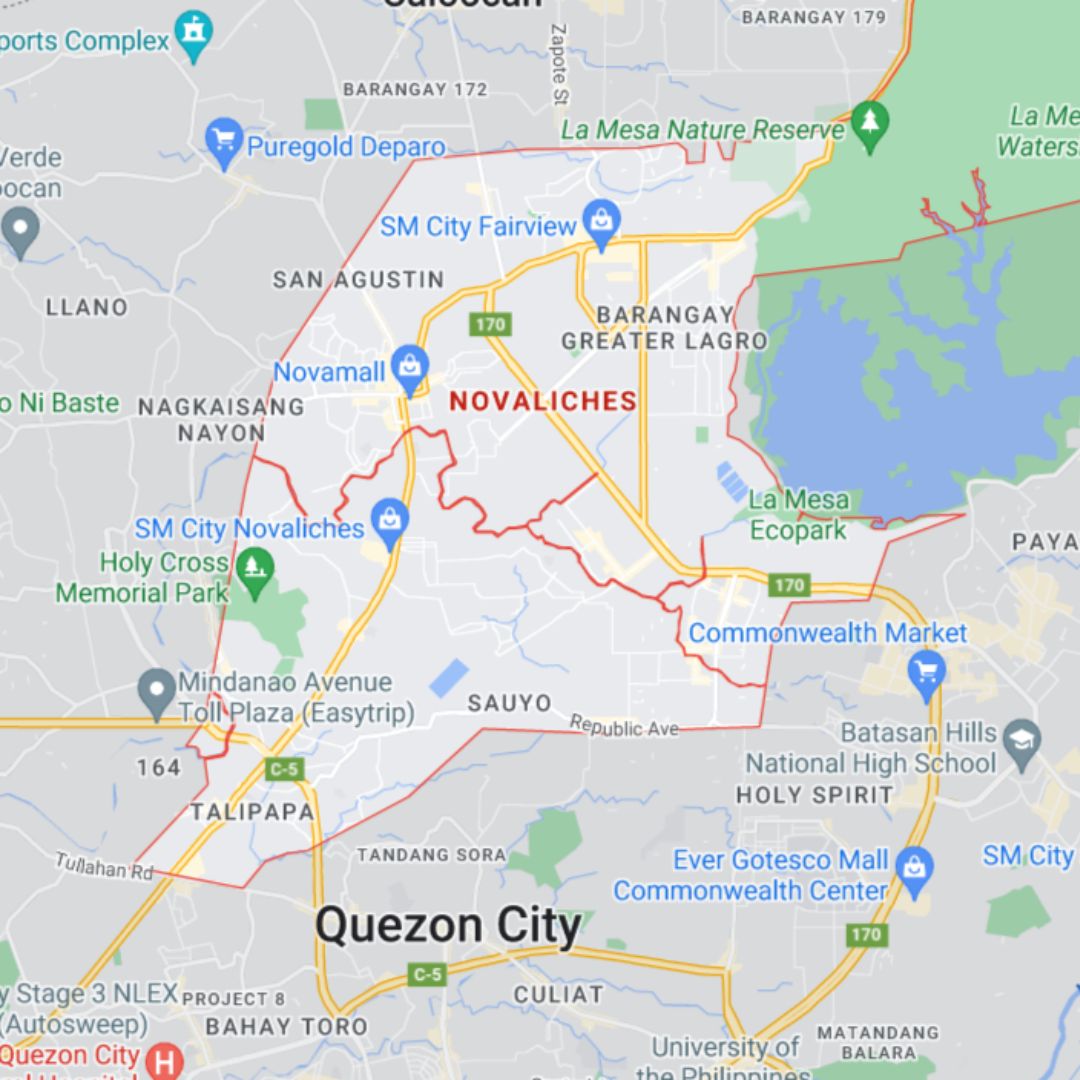 BARANGAY 179
ports Complex
Zapote St
BARANGAY 172
La Mesa Nature Reserve
La Me
Waters
Puregold Deparo
Verde
SM City Fairview
SAN AGUSTIN
LLANO
170
BARANGAY
GREATER LAGRO
Novamall
NOVALICHES
o Ni Baste
NAGKAISANG
NAYON
La Mesa
Ecopark
SM City Novaliches
Holy Cross
Memorial Park
PAYA
170
Commonwealth Market
Mindanao Avenue
Toll Plaza (Easytrip)
SAUYO
Republic Ave
Batasan Hills
National High School
164
C-5
HOLY SPIRIT
TALIPAPA
Tullahan Rd
TANDANG SORA
Ever Gotesco Mall
Commonwealth Center
SM City
Quezon City
170
C-5
CULIAT
y Stage 3 NLEX
(Autosweep)
PROJECT 8
BAHAY TORO
MATANDANG
BALARA
Quezon City
H
University of
the Philippines